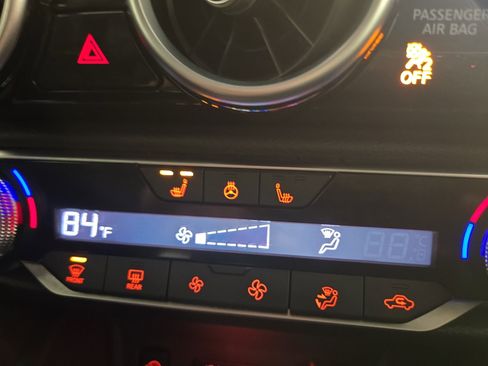 PASSENGER
AIR BAG
OFF
84°F
FRONT
REAR